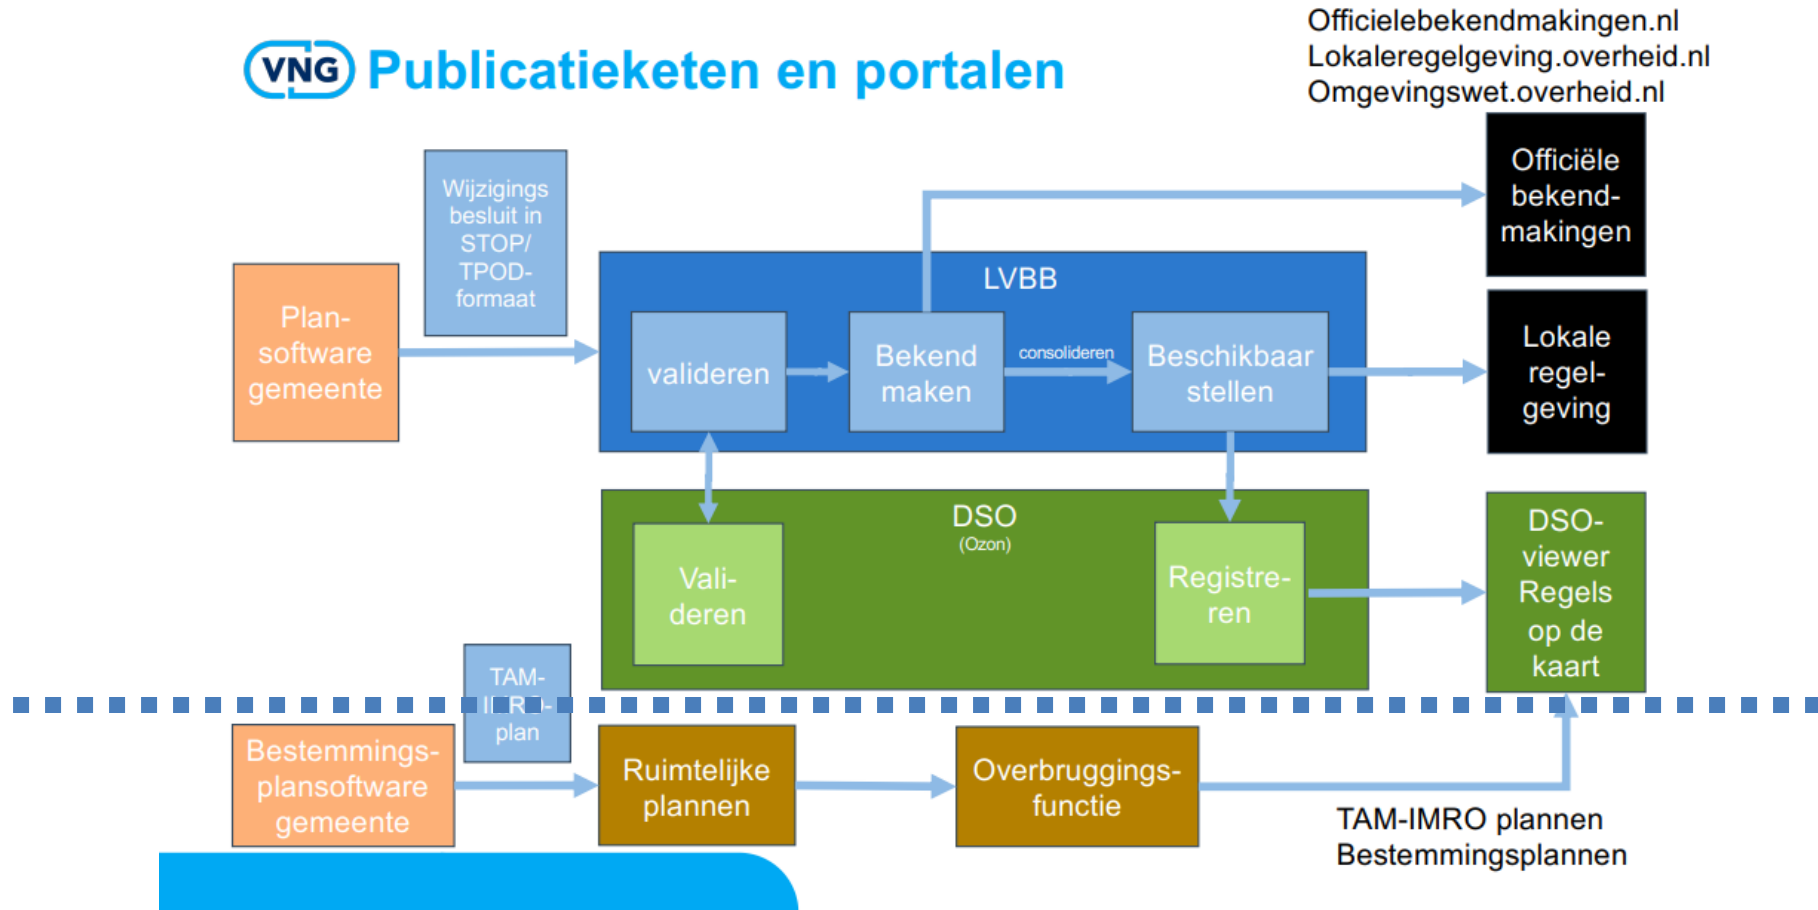 Officielebekendmakingen.nl
Lokaleregelgeving.overheid.nl
Omgevingswet.overheid.nl
VNG Publicatieketen en portalen
Wijzigings
besluit in
STOP/
TPOD-
formaat
Officiële
bekend-
makingen
Plan-
software
gemeente
LVBB
valideren
Bekend
maken
consolideren
Beschikbaar
stellen
Lokale
regel-
geving
DSO
(Ozon)
Vali-
deren
Registre-
ren
DSO-
viewer
Regels
op de
kaart
TAM-
IMRO-
plan
Bestemmings-
plansoftware
gemeente
Ruimtelijke
plannen
Overbruggings-
functie
TAM-IMRO plannen
Bestemmingsplannen